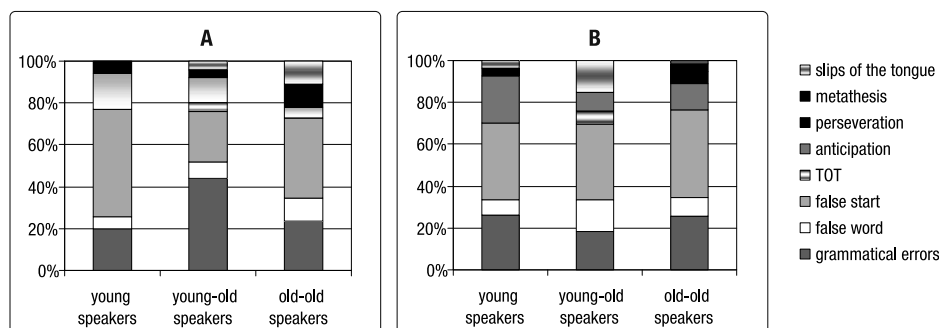 A
100%
80%
60%
40%
20%
0%
young speakers
young-old speakers
old-old speakers
B
100%
80%
60%
40%
20%
0%
young speakers
young-old speakers
old-old speakers
slips of the tongue
metathesis
perseveration
anticipation
TOT
false start
false word
grammatical errors